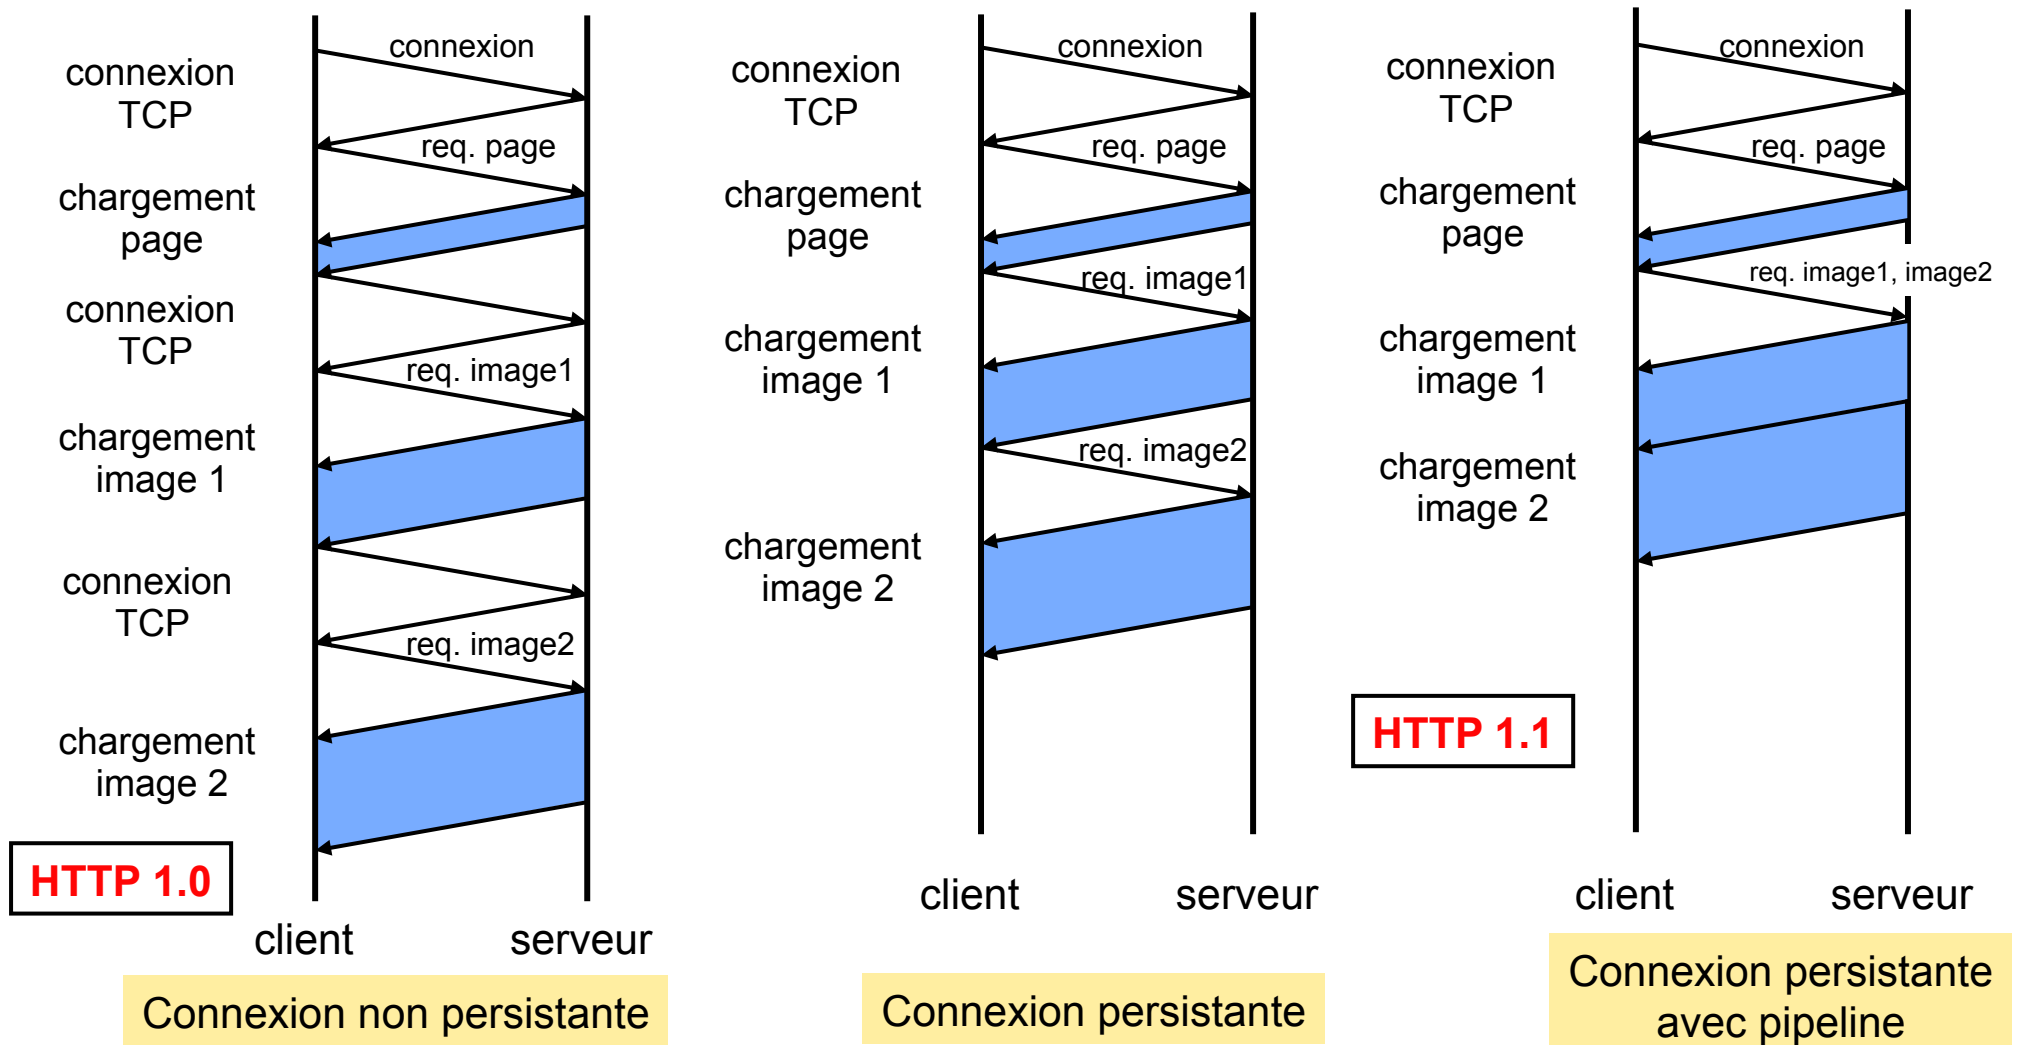 connexion
connexion
TCP
req. page
chargement
page
connexion
TCP
req. image1
chargement
image 1
connexion
TCP
req. image2
chargement
image 2
HTTP 1.0
client
serveur
Connexion non persistante
connexion
connexion
TCP
req. page
chargement
page
req. image1
chargement
image 1
req. image2
chargement
image 2
client
serveur
Connexion persistante
connexion
connexion
TCP
req. page
chargement
page
req. image1, image2
chargement
image 1
chargement
image 2
HTTP 1.1
client
serveur
Connexion persistante
avec pipeline